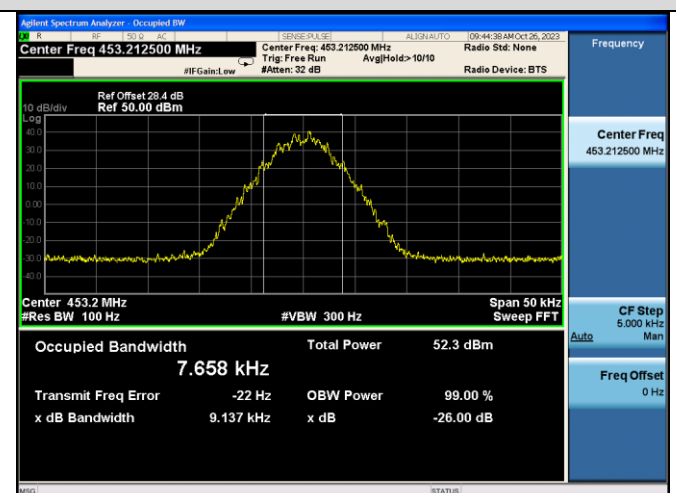 Agilent Spectrum Analyzer - Occupied BW
R RF 50 Ω AC SENSE:PULSE ALIGN AUTO 09:44:38 AM Oct 26, 2023
Center Freq 453.212500 MHz Center Freq: 453.212500 MHz Radio Std: None Frequency
Trig: Free Run Avg|Hold:>10/10
#IFGain:Low #Atten: 32 dB Radio Device: BTS
Ref Offset 28.4 dB
10 dB/div Ref 50.00 dBm
Log
40.0
30.0
20.0
10.0
0.00
-10.0
-20.0
-30.0
-40.0
Center Freq
453.212500 MHz
Center 453.2 MHz Span 50 kHz
#Res BW 100 Hz #VBW 300 Hz Sweep FFT
CF Step
5.000 kHz
Auto Man
Occupied Bandwidth Total Power 52.3 dBm
7.658 kHz
Transmit Freq Error -22 Hz OBW Power 99.00 %
x dB Bandwidth 9.137 kHz x dB -26.00 dB
Freq Offset
0 Hz
MSG STATUS